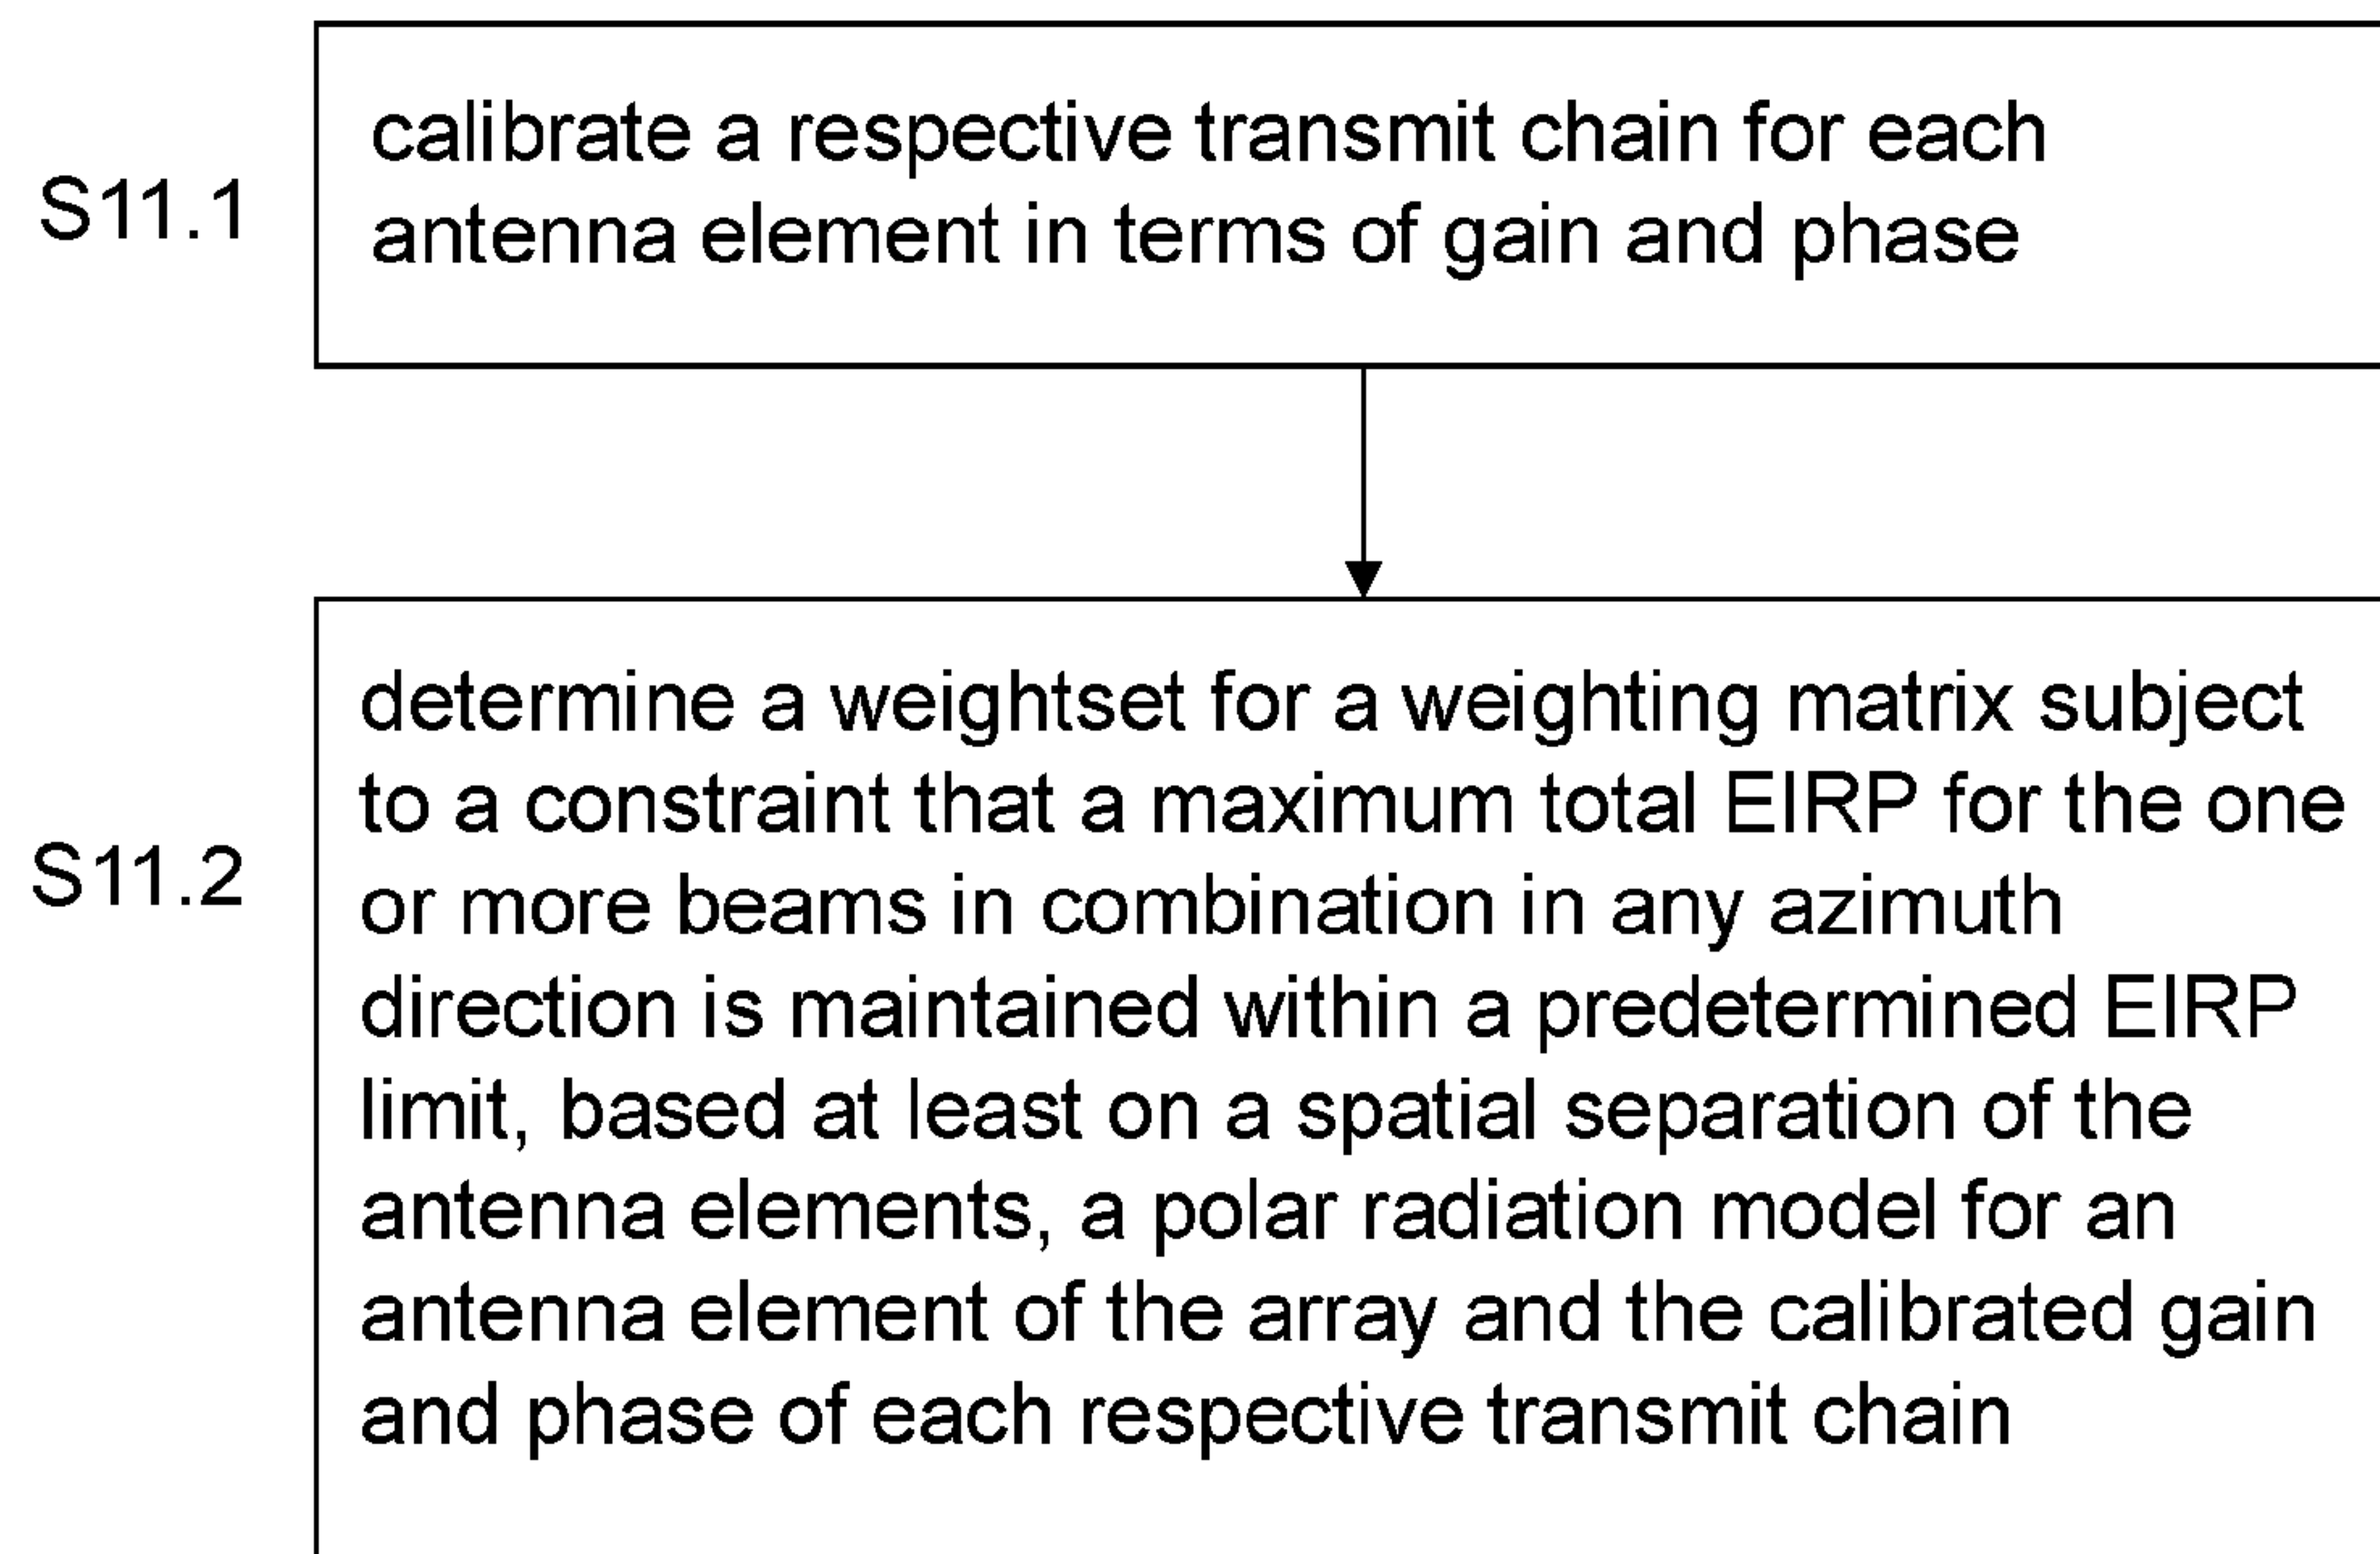 S11.1
calibrate a respective transmit chain for each
antenna element in terms of gain and phase
S11.2
determine a weightset for a weighting matrix subject
to a constraint that a maximum total EIRP for the one
or more beams in combination in any azimuth
direction is maintained within a predetermined EIRP
limit, based at least on a spatial separation of the
antenna elements, a polar radiation model for an
antenna element of the array and the calibrated gain
and phase of each respective transmit chain